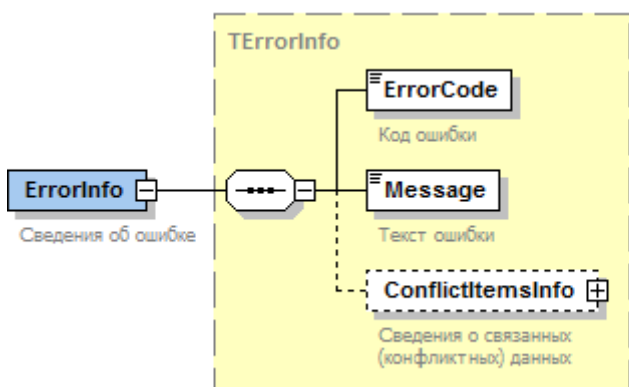 TErrorInfo
ErrorCode
Код ошибки
ErrorInfo
Сведения об ошибке
Message
Текст ошибки
ConflictItemsInfo
Сведения о связанных
(конфликтных) данных